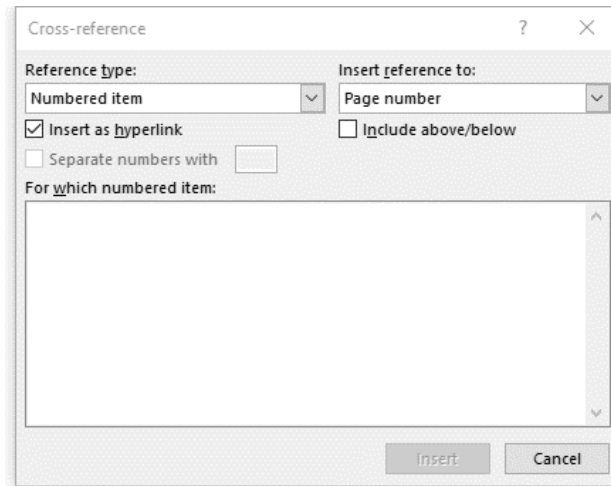 Cross-reference ?
Reference type: Insert reference to:
Numbered item Page number
Insert as hyperlink Include above/below
Separate numbers with
For which numbered item:
Insert Cancel